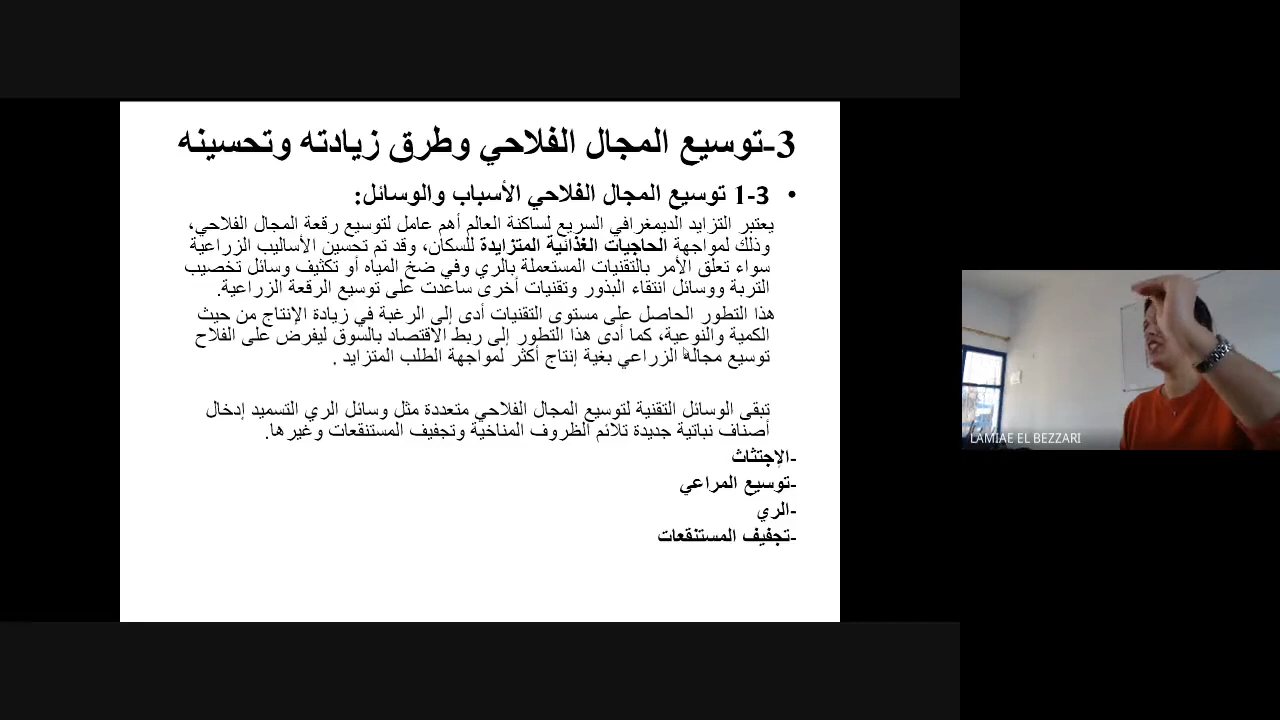 3-توسيع المجال الفلاحي وطرق زيادته وتحسينه
• 3-1 توسيع المجال الفلاحي الأسباب والوسائل:
يعتبر التزايد الديمغرافي السريع لساكنة العالم أهم عامل لتوسيع رقعة المجال الفلاحي،
وذلك لمواجهة الحاجيات الغذائية المتزايدة للسكان، وقد تم تحسين الأساليب الزراعية
سواء تعلق الأمر بالتقنيات المستعملة بالري وفي ضخ المياه أو تكثيف وسائل تخصيب
التربة ووسائل انتقاء البذور وتقنيات أخرى ساعدت على توسيع الرقعة الزراعية.
هذا التطور الحاصل على مستوى التقنيات أدى إلى الرغبة في زيادة الإنتاج من حيث
الكمية والنوعية، كما أدى هذا التطور إلى ربط الاقتصاد بالسوق ليفرض على الفلاح
توسيع مجاله الزراعي بغية إنتاج أكثر لمواجهة الطلب المتزايد .
تبقى الوسائل التقنية لتوسيع المجال الفلاحي متعددة مثل وسائل الري التسميد إدخال
أصناف نباتية جديدة تلائم الظروف المناخية وتجفيف المستنقعات وغيرها.
-الإجتثاث
-توسيع المراعي
-الري
-تجفيف المستنقعات
LAMIAE EL BEZZARI